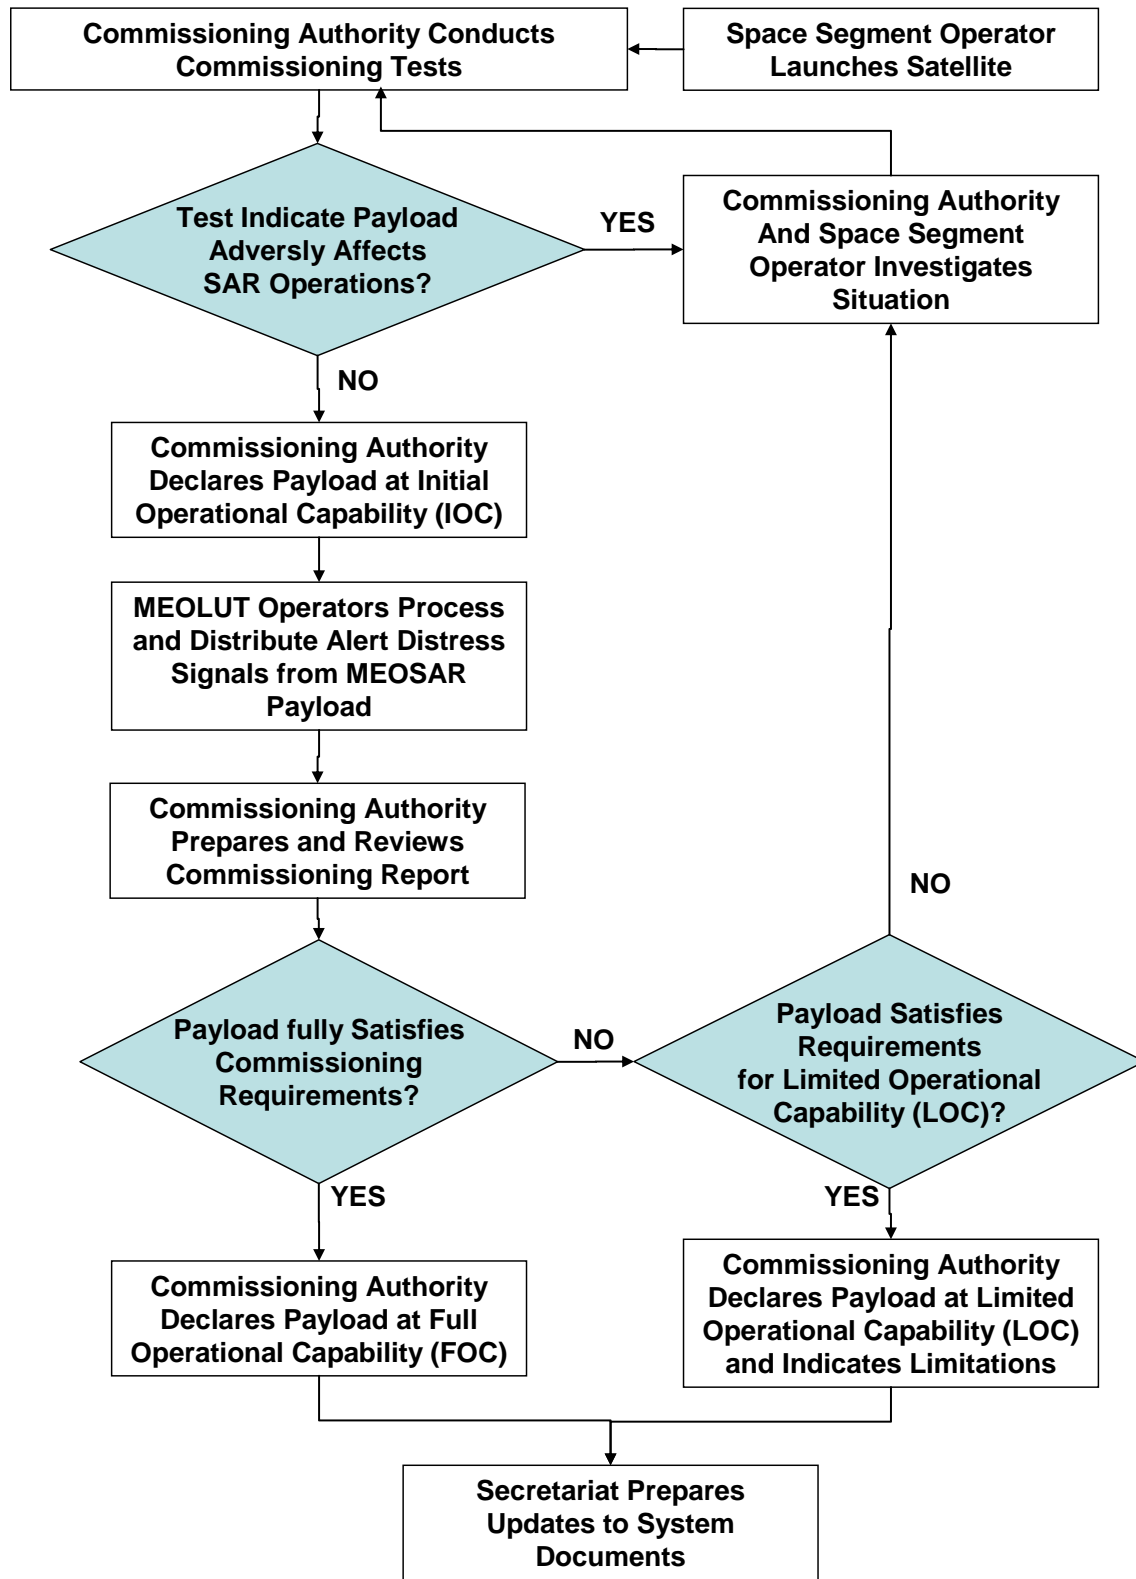 Commissioning Authority Conducts
Commissioning Tests
Space Segment Operator
Launches Satellite
Test Indicate Payload
Adversly Affects
SAR Operations?
YES
Commissioning Authority
And Space Segment
Operator Investigates
Situation
NO
Commissioning Authority
Declares Payload at Initial
Operational Capability (IOC)
MEOLUT Operators Process
and Distribute Alert Distress
Signals from MEOSAR
Payload
Commissioning Authority
Prepares and Reviews
Commissioning Report
NO
Payload fully Satisfies
Commissioning
Requirements?
NO
Payload Satisfies
Requirements
for Limited Operational
Capability (LOC)?
YES
YES
Commissioning Authority
Declares Payload at Full
Operational Capability (FOC)
Commissioning Authority
Declares Payload at Limited
Operational Capability (LOC)
and Indicates Limitations
Secretariat Prepares
Updates to System
Documents